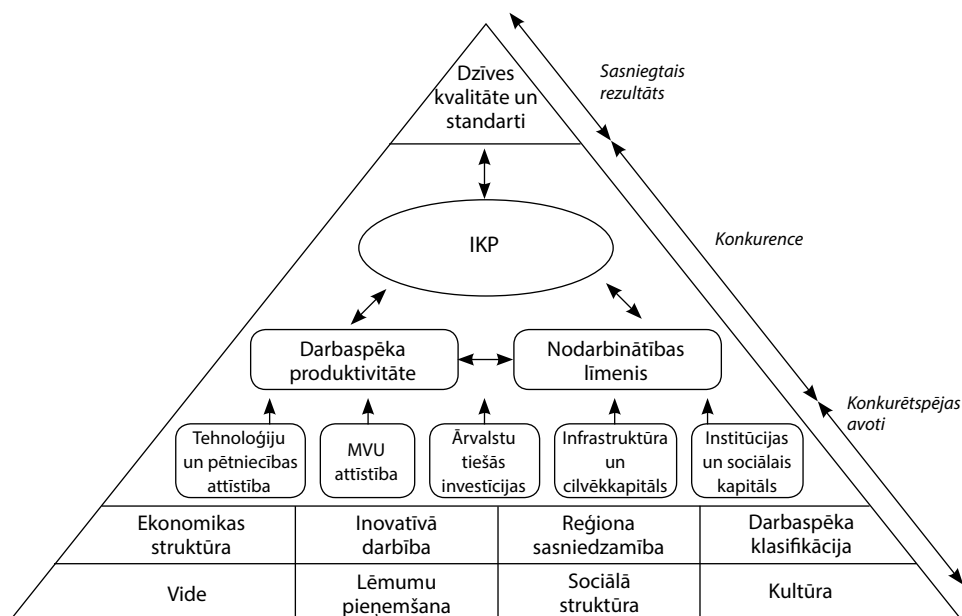 Dzīves
kvalitāte un
standarti
Sasniegtais
rezultāts
IKP
Konkurence
Darbaspēka
produktivitāte
Nodarbinātības
līmenis
Konkurētspējas
avoti
Tehnoloģiju
un pētniecības
attīstība
MVU
attīstība
Ārvalstu
tiešās
investīcijas
Infrastruktūra
un
cilvēkkapitāls
Institūcijas
un sociālais
kapitāls
Ekonomikas
struktūra
Inovatīvā
darbība
Reģiona
sasniedzamība
Darbaspēka
klasifikācija
Vide
Lēmumu
pieņemšana
Sociālā
struktūra
Kultūra